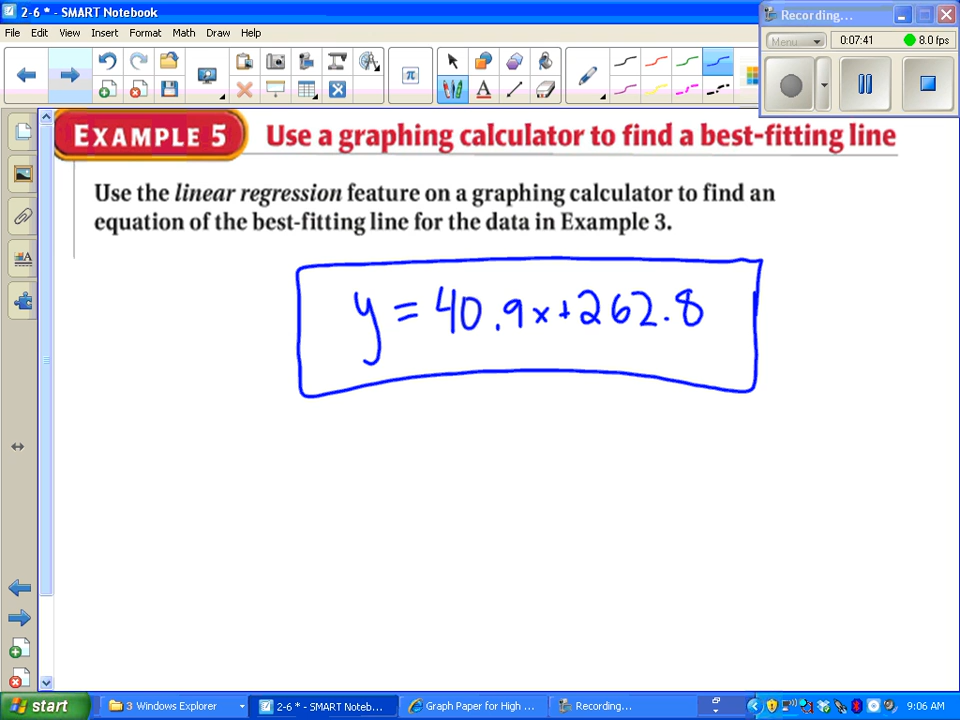 2-6 * - SMART Notebook
File Edit View Insert Format Math Draw Help
Recording...
Menu
0:07:41
8.0 fps
π
A
EXAMPLE 5 Use a graphing calculator to find a best-fitting line
Use the linear regression feature on a graphing calculator to find an
equation of the best-fitting line for the data in Example 3.
y = 40.9x+262.8
start
3 Windows Explorer
2-6 * - SMART Noteb...
Graph Paper for High ...
Recording...
9:06 AM